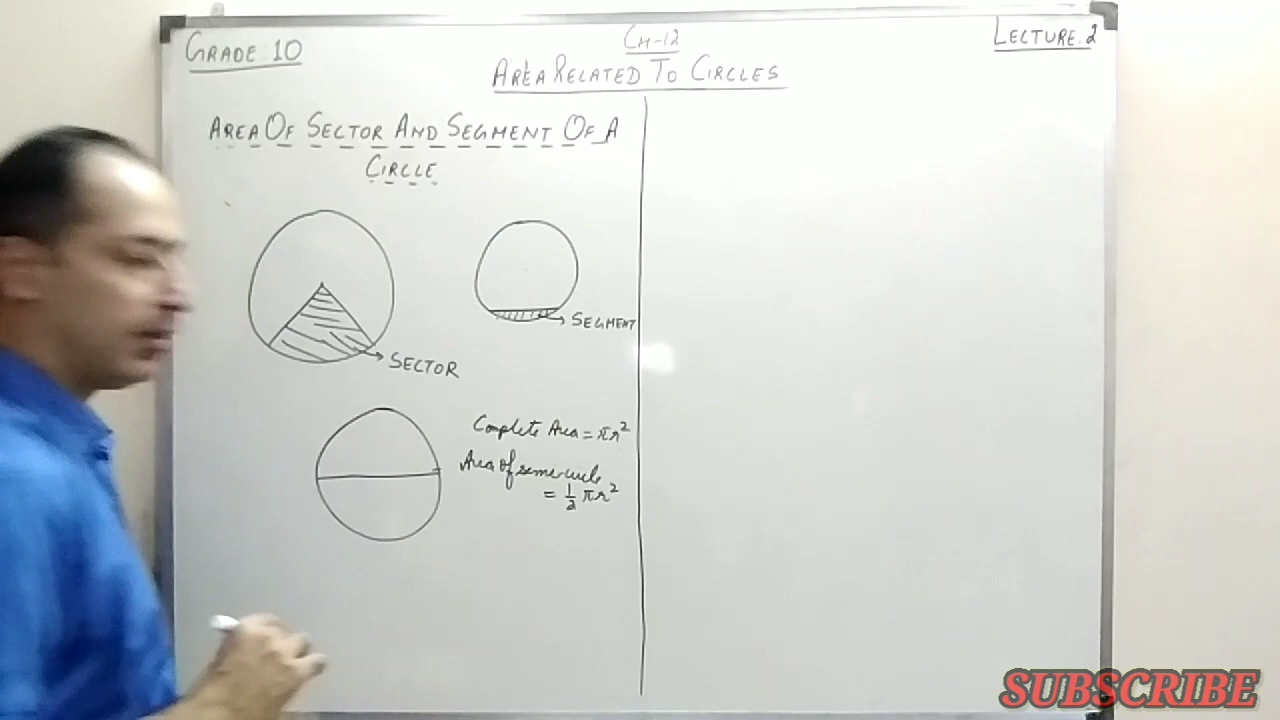 GRADE 10
CH-12
LECTURE.2
AREA RELATED TO CIRCLES
AREA OF SECTOR AND SEGMENT OF A
CIRCLE
SEGMENT
SECTOR
Complete Area = πr²
Area of semicircle
= 1/2 πr²
SUBSCRIBE